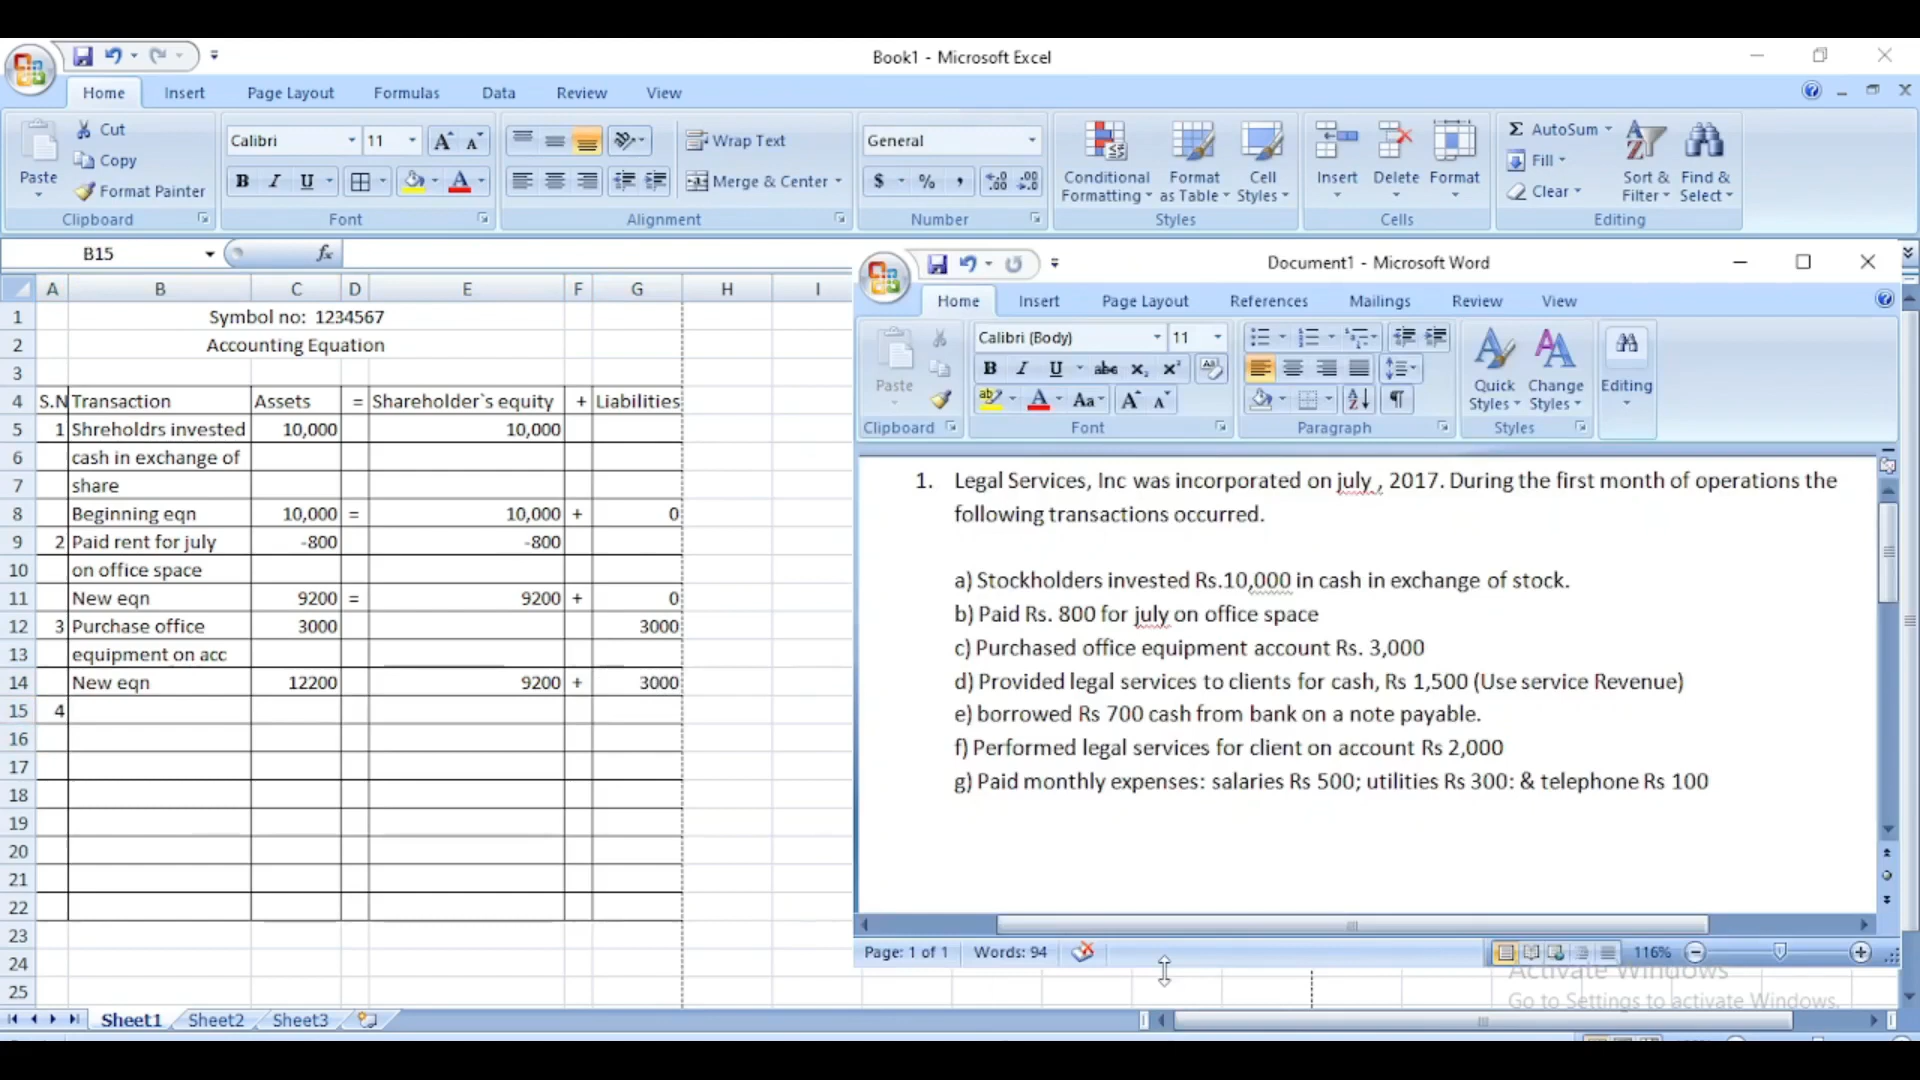 Book1 - Microsoft Excel
Home Insert Page Layout Formulas Data Review View
Cut
Copy
Format Painter
Paste
Clipboard
Calibri 11
Font
Wrap Text
Merge & Center
Alignment
General
Number
Conditional Formatting
Format as Table
Cell Styles
Styles
Insert Delete Format
Cells
AutoSum
Fill
Clear
Sort & Filter
Find & Select
Editing
B15
fx
A B C D E F G H I
1 Symbol no: 1234567
2 Accounting Equation
3
4 S.N Transaction Assets = Shareholder`s equity + Liabilities
5 1 Shreholdrs invested 10,000 10,000
6 cash in exchange of
7 share
8 Beginning eqn 10,000 = 10,000 + 0
9 2 Paid rent for july -800 -800
10 on office space
11 New eqn 9200 = 9200 + 0
12 3 Purchase office 3000 3000
13 equipment on acc
14 New eqn 12200 9200 + 3000
15 4
16
17
18
19
20
21
22
23
24
25
Sheet1 Sheet2 Sheet3
Document1 - Microsoft Word
Home Insert Page Layout References Mailings Review View
Paste
Clipboard
Calibri (Body) 11
Font
Paragraph
Quick Styles
Change Styles
Styles
Editing
1. Legal Services, Inc was incorporated on july , 2017. During the first month of operations the
following transactions occurred.
a) Stockholders invested Rs.10,000 in cash in exchange of stock.
b) Paid Rs. 800 for july on office space
c) Purchased office equipment account Rs. 3,000
d) Provided legal services to clients for cash, Rs 1,500 (Use service Revenue)
e) borrowed Rs 700 cash from bank on a note payable.
f) Performed legal services for client on account Rs 2,000
g) Paid monthly expenses: salaries Rs 500; utilities Rs 300: & telephone Rs 100
Page: 1 of 1 Words: 94 116%
Activate Windows
Go to Settings to activate Windows.